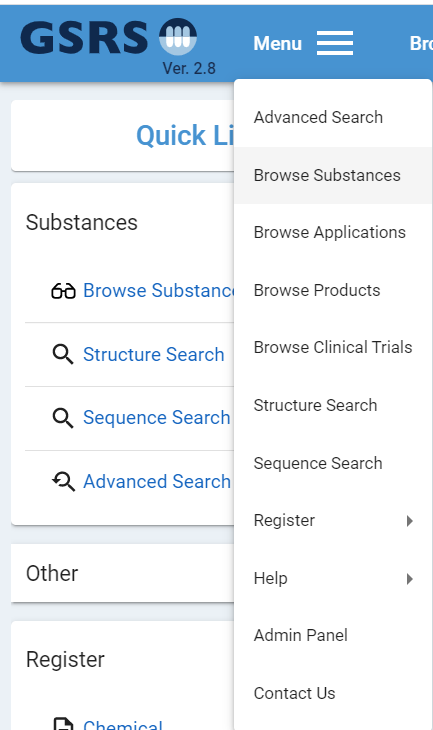 GSRS
Ver. 2.8
Menu
Bro
Quick Li
Substances
Browse Substance
Structure Search
Sequence Search
Advanced Search
Other
Register
Chemical
Advanced Search
Browse Substances
Browse Applications
Browse Products
Browse Clinical Trials
Structure Search
Sequence Search
Register
Help
Admin Panel
Contact Us